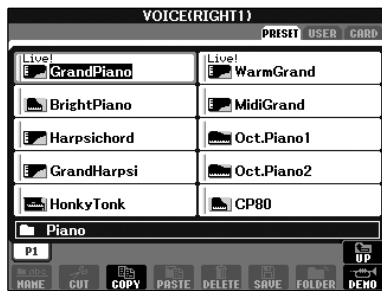 VOICE(RIGHT1)
PRESET USER CARD
Live! GrandPiano
Live! WarmGrand
BrightPiano
MidiGrand
Harpsichord
Oct.Piano1
GrandHarpsi
Oct.Piano2
HonkyTonk
CP80
Piano
P1
UP
NAME CUT COPY PASTE DELETE SAVE FOLDER DEMO